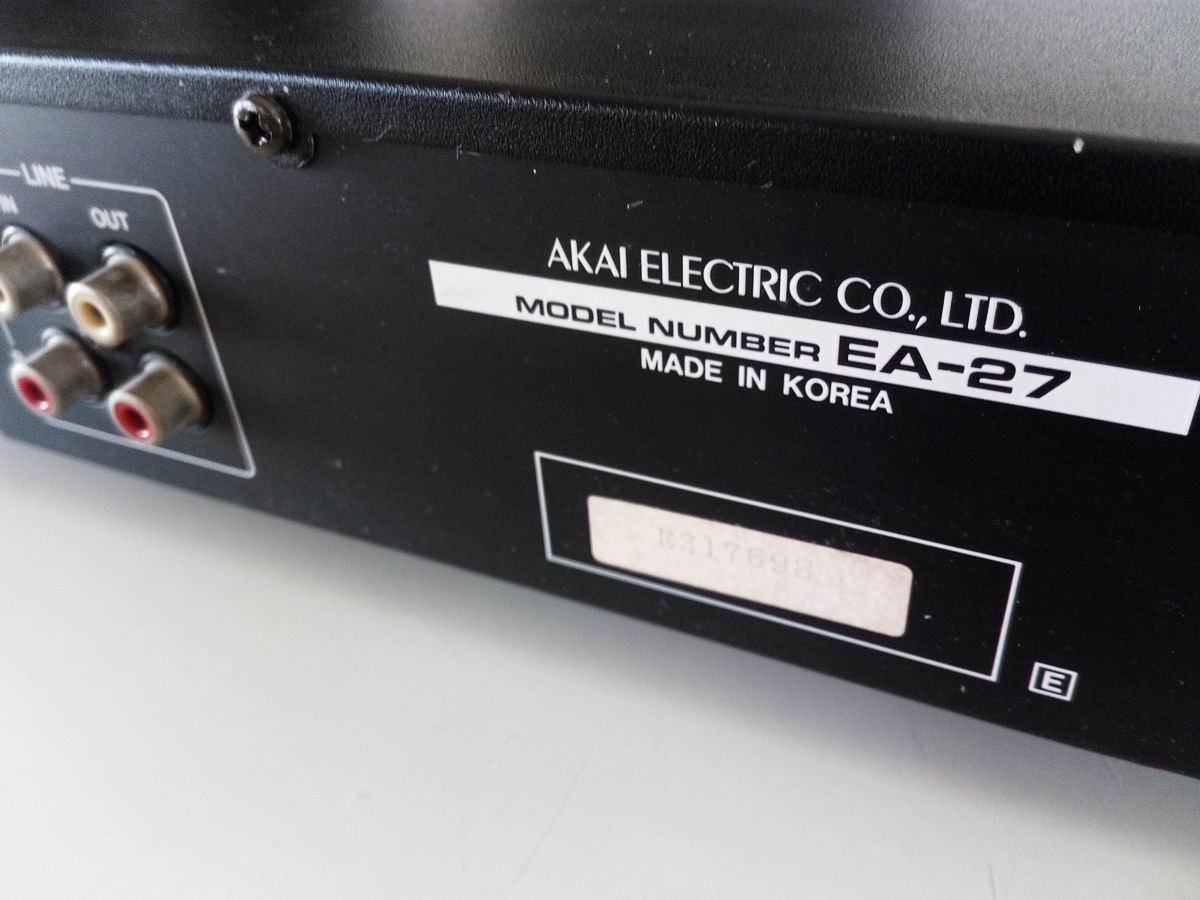 LINE
IN
OUT
AKAI ELECTRIC CO., LTD.
MODEL NUMBER EA-27
MADE IN KOREA
E317698
E